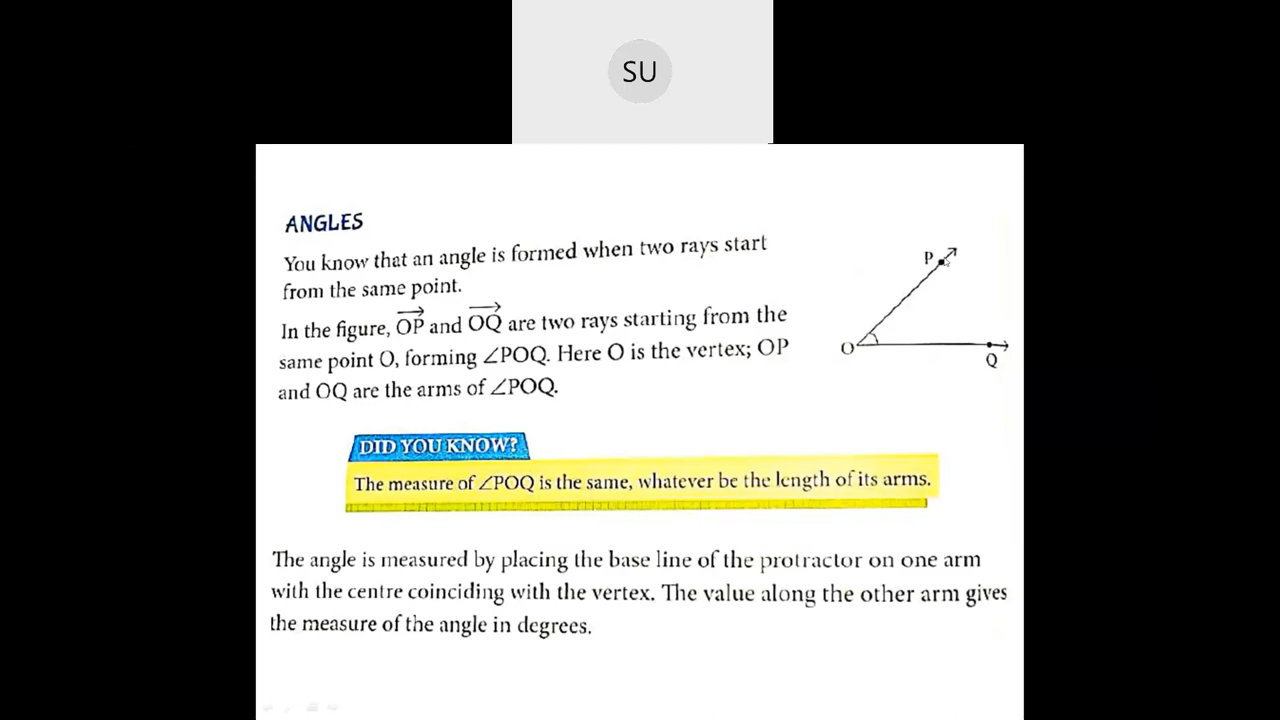 SU
ANGLES
You know that an angle is formed when two rays start
from the same point.
In the figure, OP and OQ are two rays starting from the
same point O, forming ∠POQ. Here O is the vertex; OP
and OQ are the arms of ∠POQ.
P
O
Q
DID YOU KNOW?
The measure of ∠POQ is the same, whatever be the length of its arms.
The angle is measured by placing the base line of the protractor on one arm
with the centre coinciding with the vertex. The value along the other arm gives
the measure of the angle in degrees.